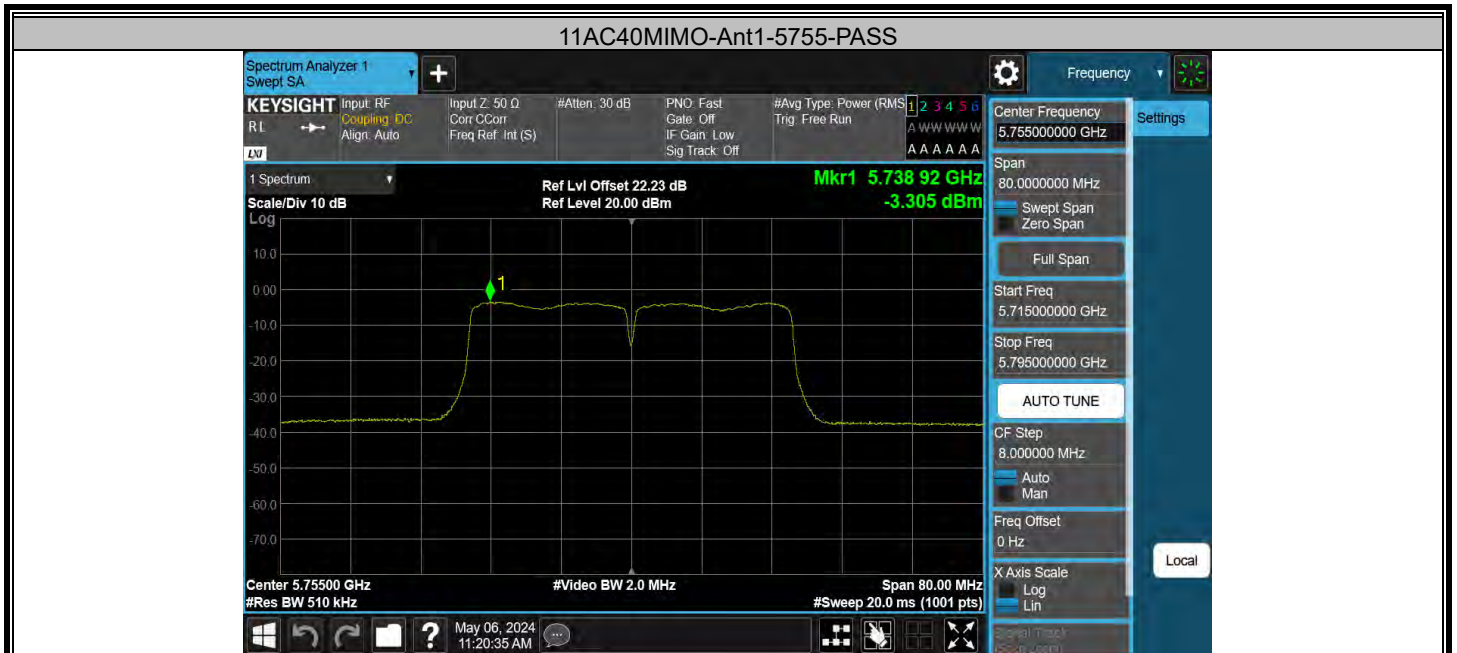 11AC40MIMO-Ant1-5755-PASS
Spectrum Analyzer 1
Swept SA
+
Frequency
KEYSIGHT
RL
LXI
Input: RF
Coupling: DC
Align: Auto
Input Z: 50 Ω
Corr CCorr
Freq Ref: Int (S)
#Atten: 30 dB
PNO: Fast
Gate: Off
IF Gain: Low
Sig Track: Off
#Avg Type: Power (RMS
Trig: Free Run
1 2 3 4 5 6
A W W W W W
A A A A A A
1 Spectrum
Scale/Div 10 dB
Log
Ref Lvl Offset 22.23 dB
Ref Level 20.00 dBm
Mkr1 5.738 92 GHz
-3.305 dBm
10.0
0.00
-10.0
-20.0
-30.0
-40.0
-50.0
-60.0
-70.0
1
Center 5.75500 GHz
#Res BW 510 kHz
#Video BW 2.0 MHz
Span 80.00 MHz
#Sweep 20.0 ms (1001 pts)
Center Frequency
5.755000000 GHz
Settings
Span
80.0000000 MHz
Swept Span
Zero Span
Full Span
Start Freq
5.715000000 GHz
Stop Freq
5.795000000 GHz
AUTO TUNE
CF Step
8.000000 MHz
Auto
Man
Freq Offset
0 Hz
X Axis Scale
Log
Lin
Local
Signal Track
?
May 06, 2024
11:20:35 AM